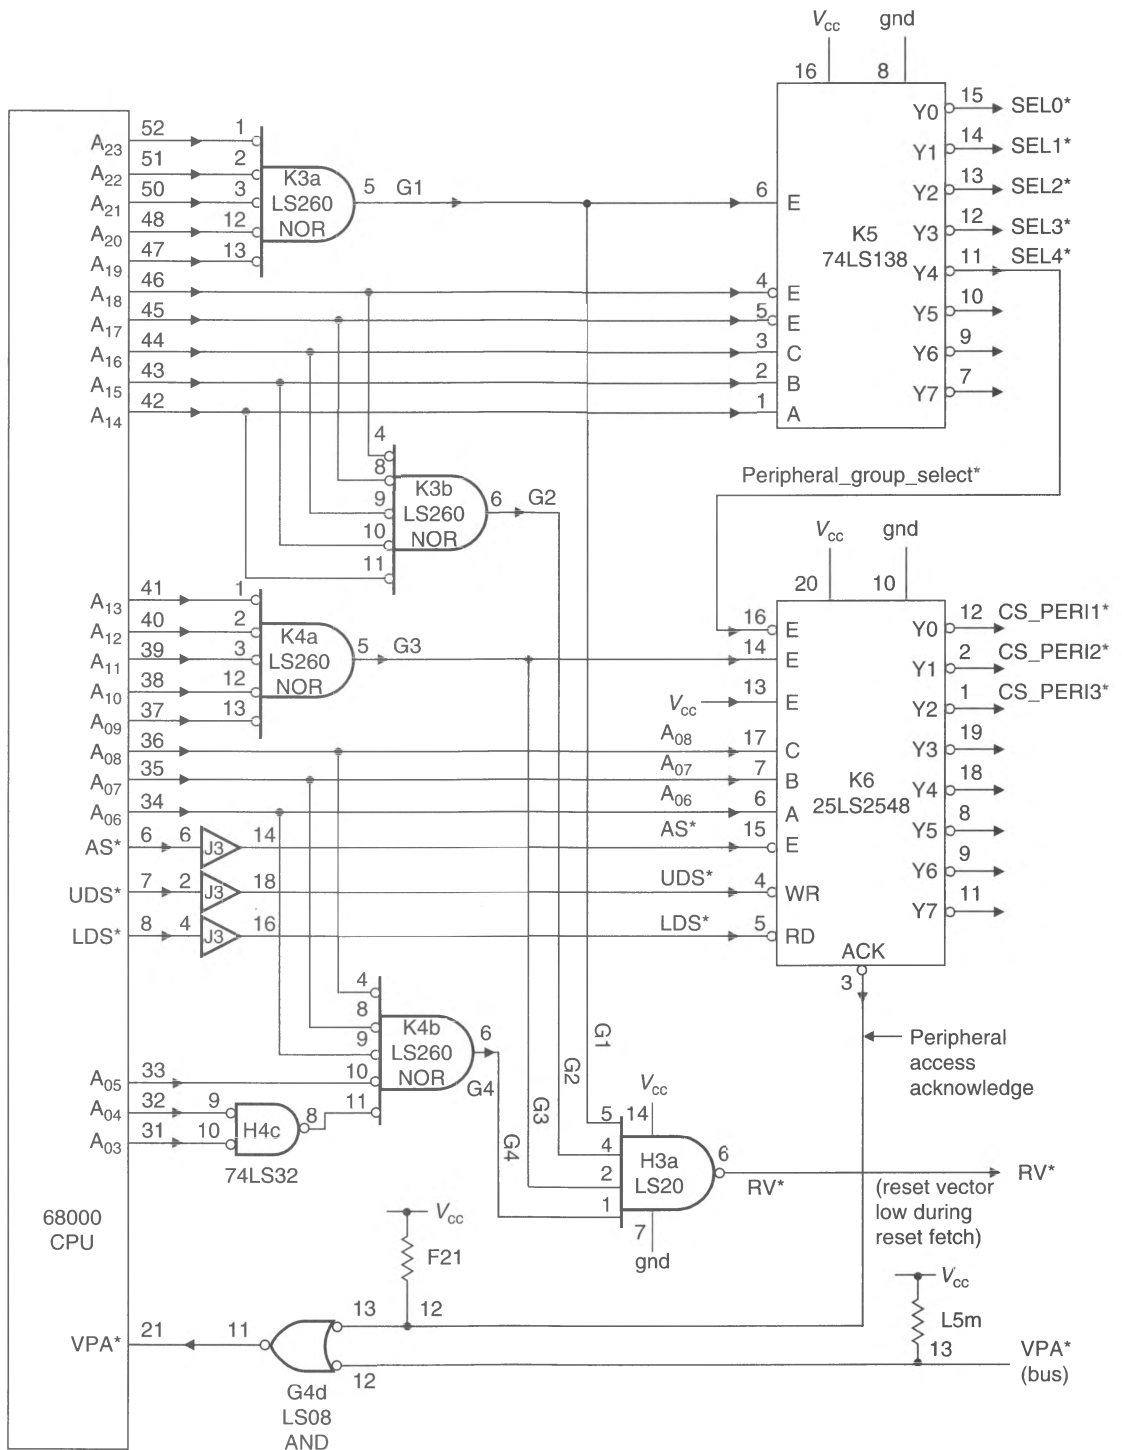 Vcc gnd
16 8
A23 52 1
A22 51 2
A21 50 3
A20 48 12
A19 47 13
K3a
LS260
NOR
5 G1
6 E
A18 46 4 E
A17 45 5 E
A16 44 3 C
A15 43 2 B
A14 42 1 A
K5
74LS138
Y0 15 SEL0*
Y1 14 SEL1*
Y2 13 SEL2*
Y3 12 SEL3*
Y4 11 SEL4*
Y5 10
Y6 9
Y7 7
4
8
9
10
11
K3b
LS260
NOR
6 G2
Peripheral_group_select*
Vcc gnd
20 10
A13 41 1
A12 40 2
A11 39 3
A10 38 12
A09 37 13
K4a
LS260
NOR
5 G3
16 E
14 E
Vcc 13 E
A08 36 A08 17 C
A07 35 A07 7 B
A06 34 A06 6 A
AS* 6 6 J3 14 AS* 15 E
UDS* 7 2 J3 18 UDS* 4 WR
LDS* 8 4 J3 16 LDS* 5 RD
K6
25LS2548
Y0 12 CS_PERI1*
Y1 2 CS_PERI2*
Y2 1 CS_PERI3*
Y3 19
Y4 18
Y5 8
Y6 9
Y7 11
ACK
3
4
8
9
10
11
K4b
LS260
NOR
6
G4
A05 33
A04 32 9
A03 31 10
H4c
8
74LS32
G1
G2
G3
G4
Peripheral
access
acknowledge
Vcc
14
5
4
2
1
H3a
LS20
7
gnd
6
RV*
RV*
(reset vector
low during
reset fetch)
68000
CPU
Vcc
F21
13 12
VPA* 21 11
12
G4d
LS08
AND
Vcc
L5m
13
VPA*
(bus)